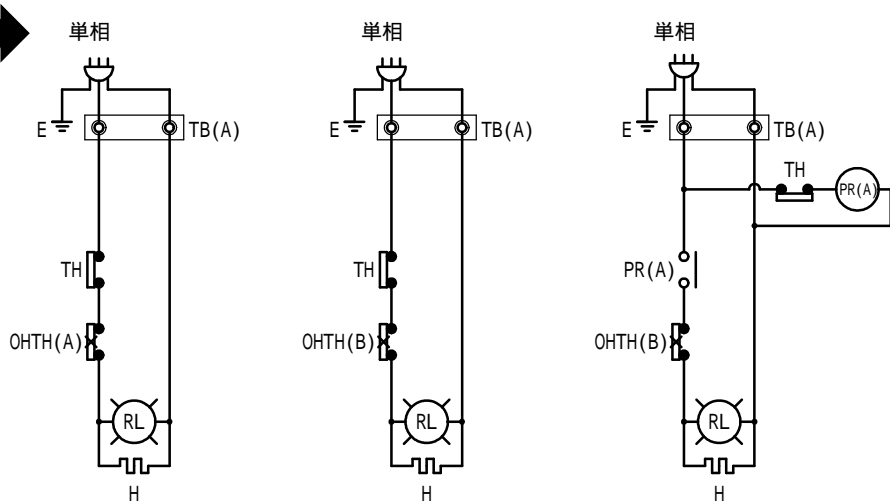 単相
E
TB(A)
TH
OHTH(A)
RL
H
単相
E
TB(A)
TH
OHTH(B)
RL
H
単相
E
TB(A)
TH
PR(A)
PR(A)
OHTH(B)
RL
H